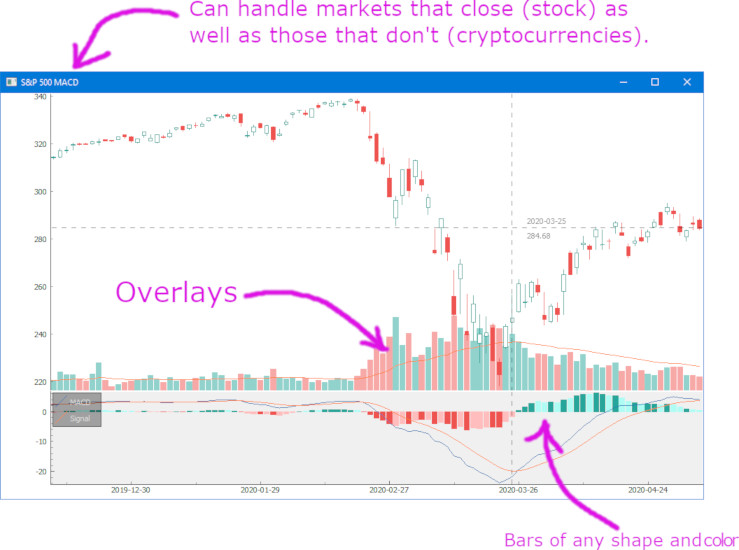 Can handle markets that close (stock) as
well as those that don't (cryptocurrencies).
S&P 500 MACD
340
320
300
280
260
240
220
2020-03-25
284.68
Overlays
MACD
Signal
0
-10
-20
2019-12-30
2020-01-29
2020-02-27
2020-03-26
2020-04-24
Bars of any shape and color